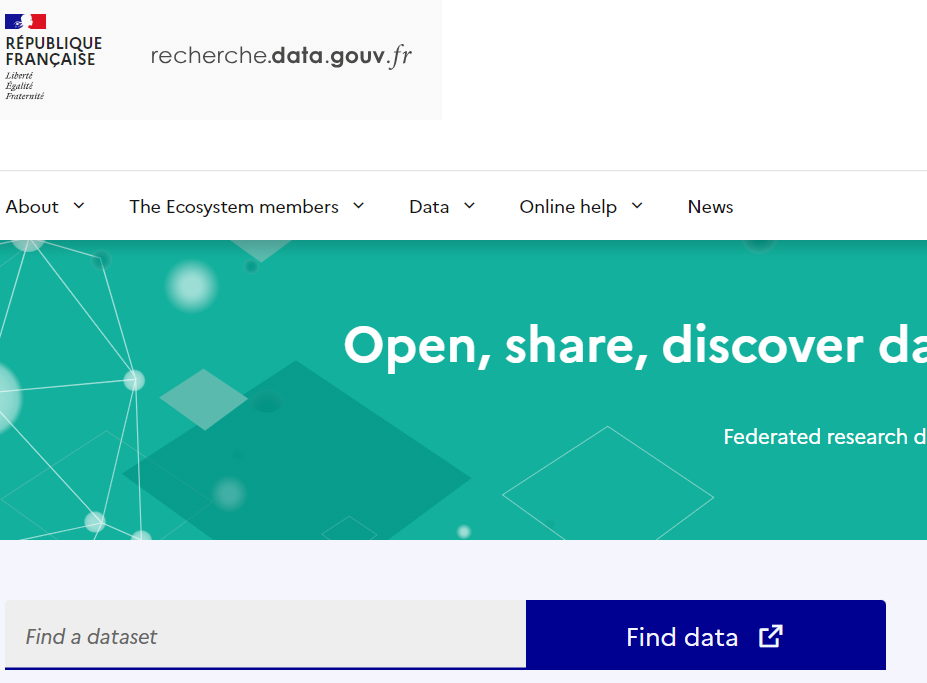 RÉPUBLIQUE
FRANÇAISE
Liberté
Égalité
Fraternité
recherche.data.gouv.fr
About
The Ecosystem members
Data
Online help
News
Open, share, discover da
Federated research d
Find a dataset
Find data